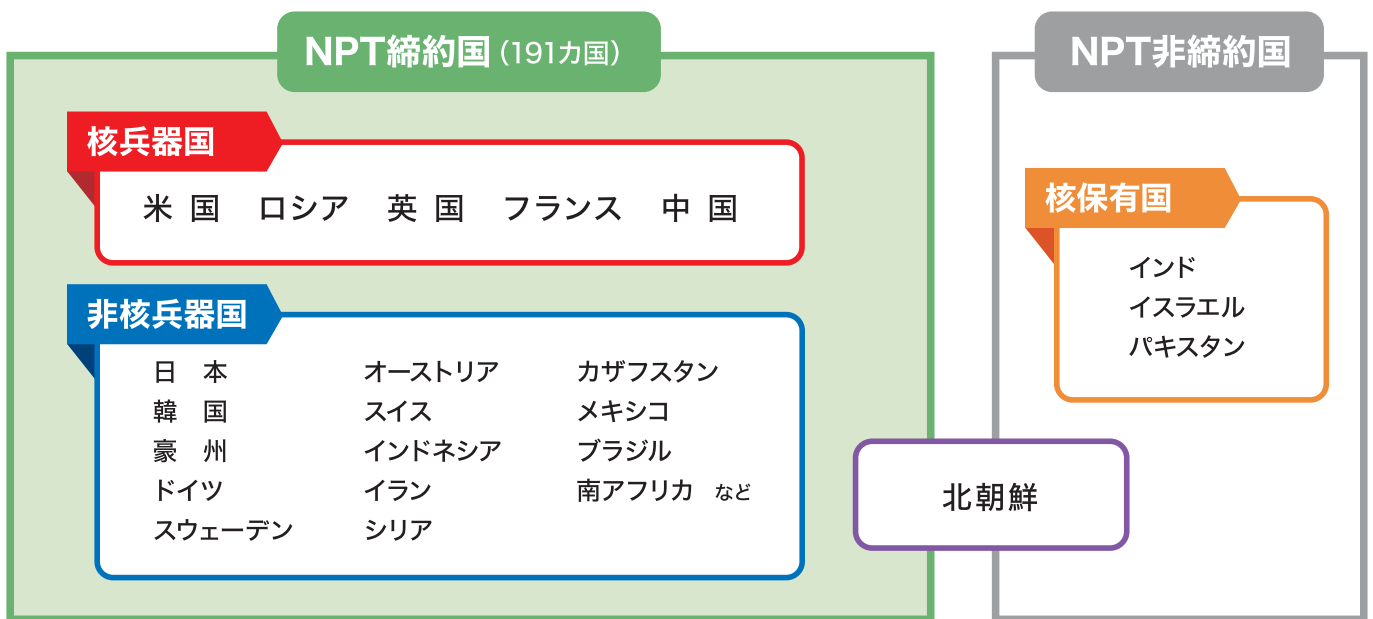 NPT締約国（191カ国）
核兵器国
米 国 ロシア 英 国 フランス 中 国
非核兵器国
日 本 オーストリア カザフスタン
韓 国 スイス メキシコ
豪 州 インドネシア ブラジル
ドイツ イラン 南アフリカ など
スウェーデン シリア
北朝鮮
NPT非締約国
核保有国
インド
イスラエル
パキスタン